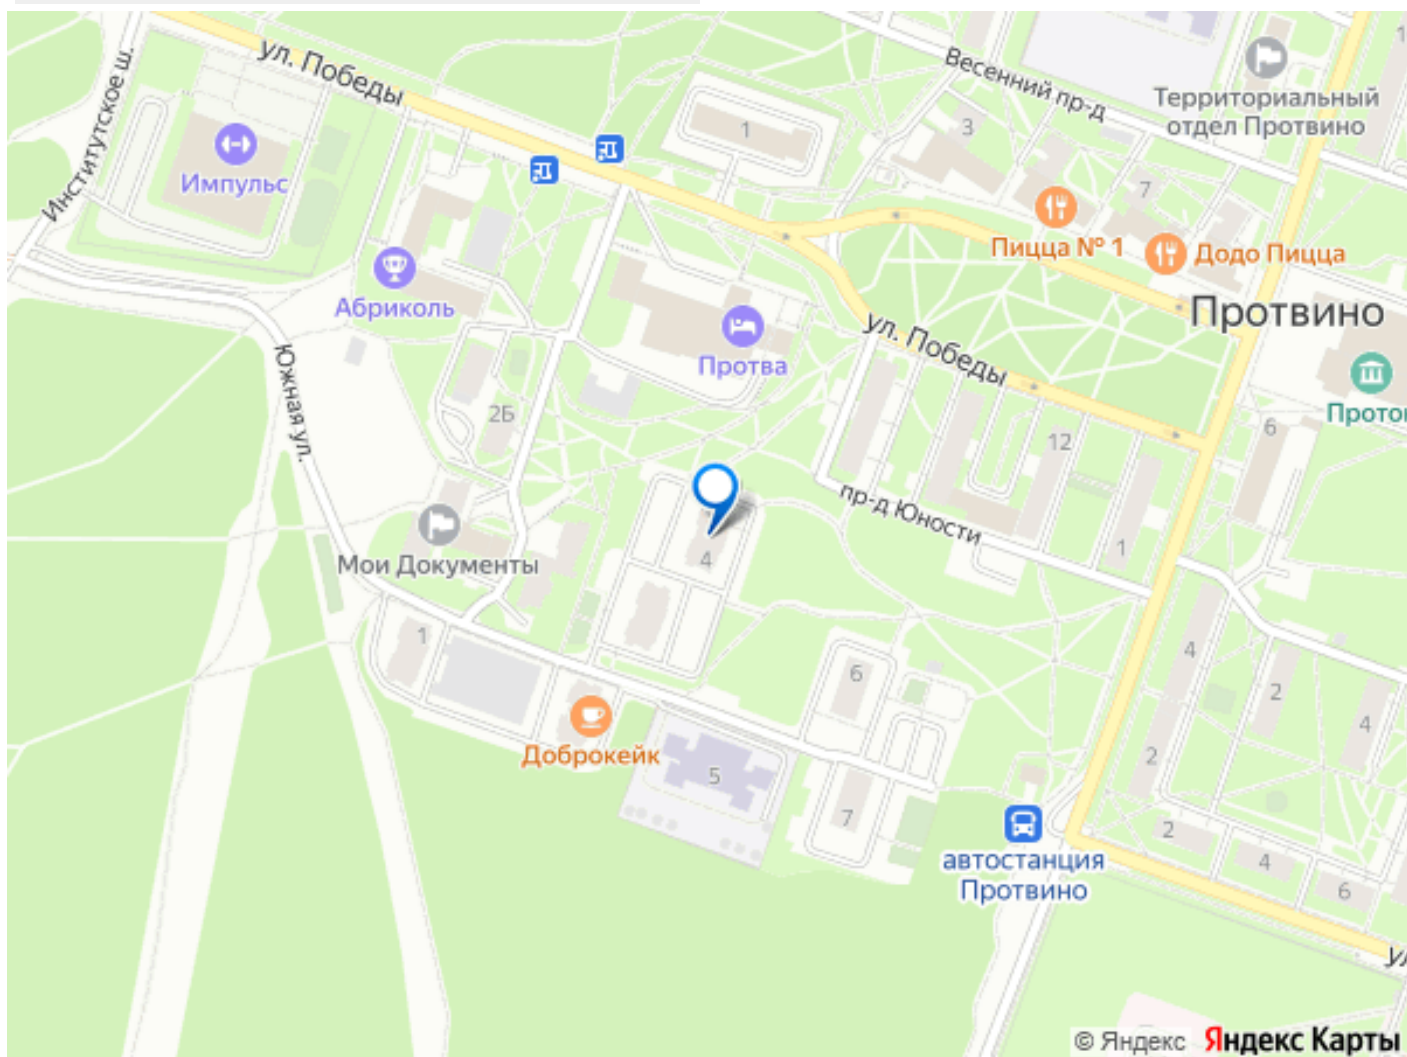 ул. Победы
Институтское ш.
Импульс
Весенний пр-д
Территориальный
отдел Протвино
1
3
7
1
Пицца № 1
Додо Пицца
Абриколь
Протвино
Протва
ул. Победы
Южная ул.
2Б
12
6
пр-д Юности
1
Мои Документы
4
1
6
4
2
4
Доброкейк
5
7
2
2
4
6
автостанция
Протвино
© Яндекс Яндекс Карты